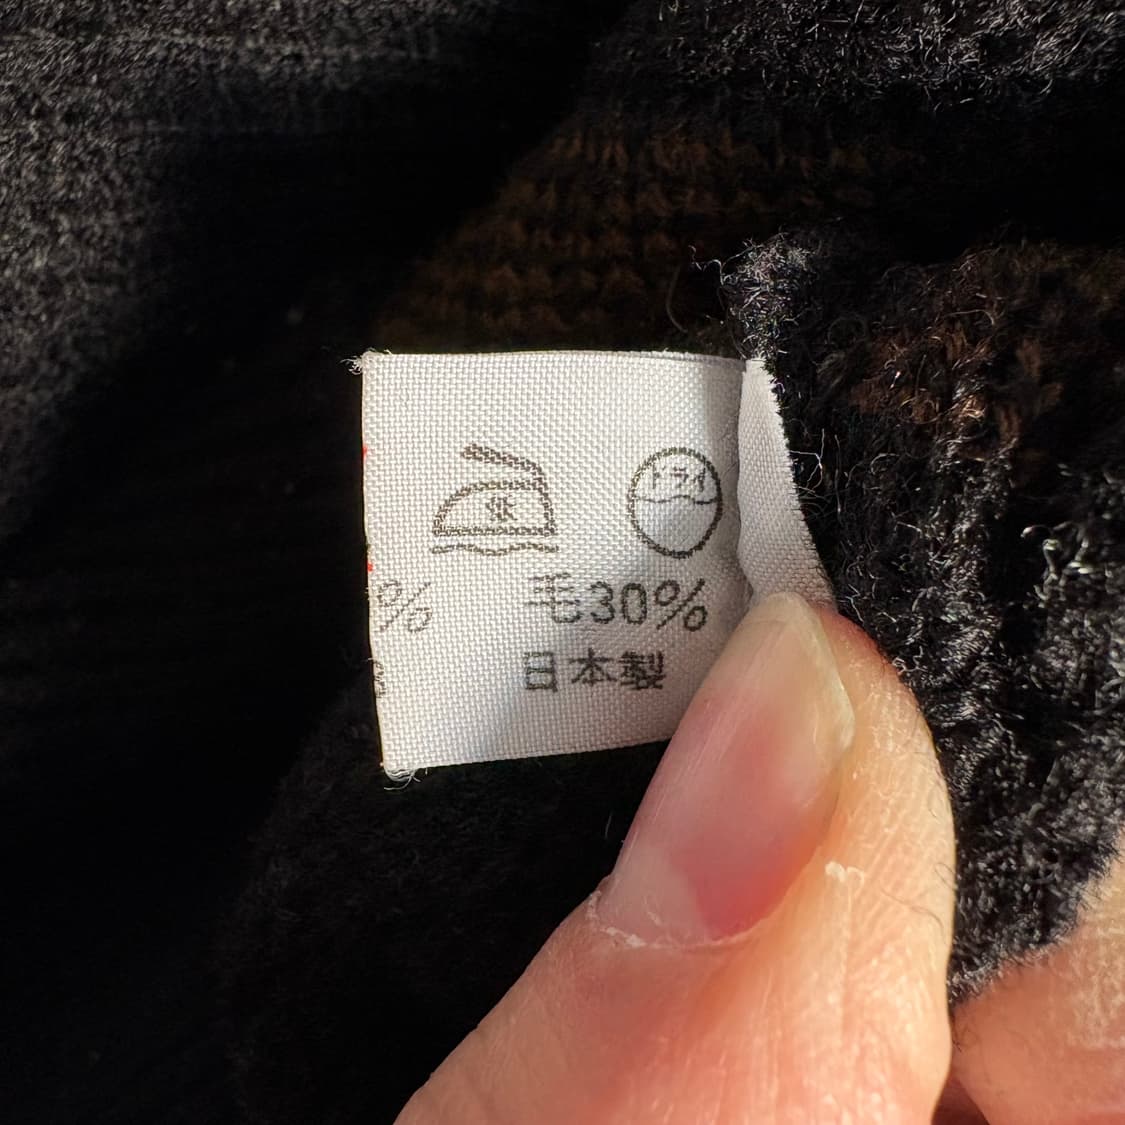 ドライ
% 毛30%
日本製